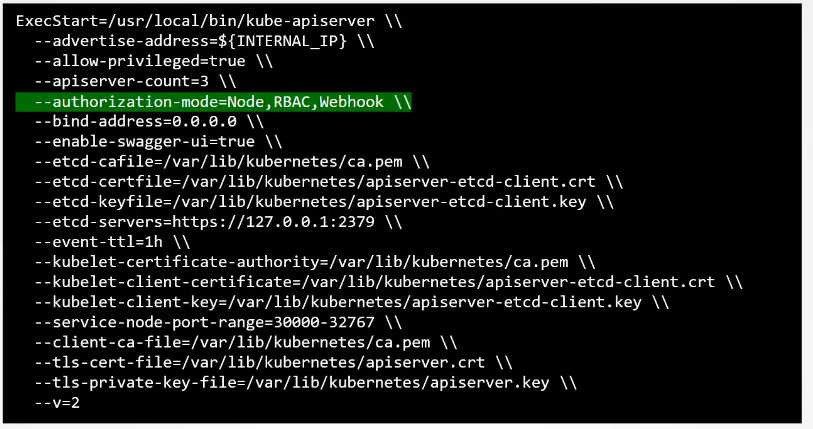 ExecStart=/usr/local/bin/kube-apiserver \\
--advertise-address=${INTERNAL_IP} \\
--allow-privileged=true \\
--apiserver-count=3 \\
--authorization-mode=Node,RBAC,Webhook \\
--bind-address=0.0.0.0 \\
--enable-swagger-ui=true \\
--etcd-cafile=/var/lib/kubernetes/ca.pem \\
--etcd-certfile=/var/lib/kubernetes/apiserver-etcd-client.crt \\
--etcd-keyfile=/var/lib/kubernetes/apiserver-etcd-client.key \\
--etcd-servers=https://127.0.0.1:2379 \\
--event-ttl=1h \\
--kubelet-certificate-authority=/var/lib/kubernetes/ca.pem \\
--kubelet-client-certificate=/var/lib/kubernetes/apiserver-etcd-client.crt \\
--kubelet-client-key=/var/lib/kubernetes/apiserver-etcd-client.key \\
--service-node-port-range=30000-32767 \\
--client-ca-file=/var/lib/kubernetes/ca.pem \\
--tls-cert-file=/var/lib/kubernetes/apiserver.crt \\
--tls-private-key-file=/var/lib/kubernetes/apiserver.key \\
--v=2